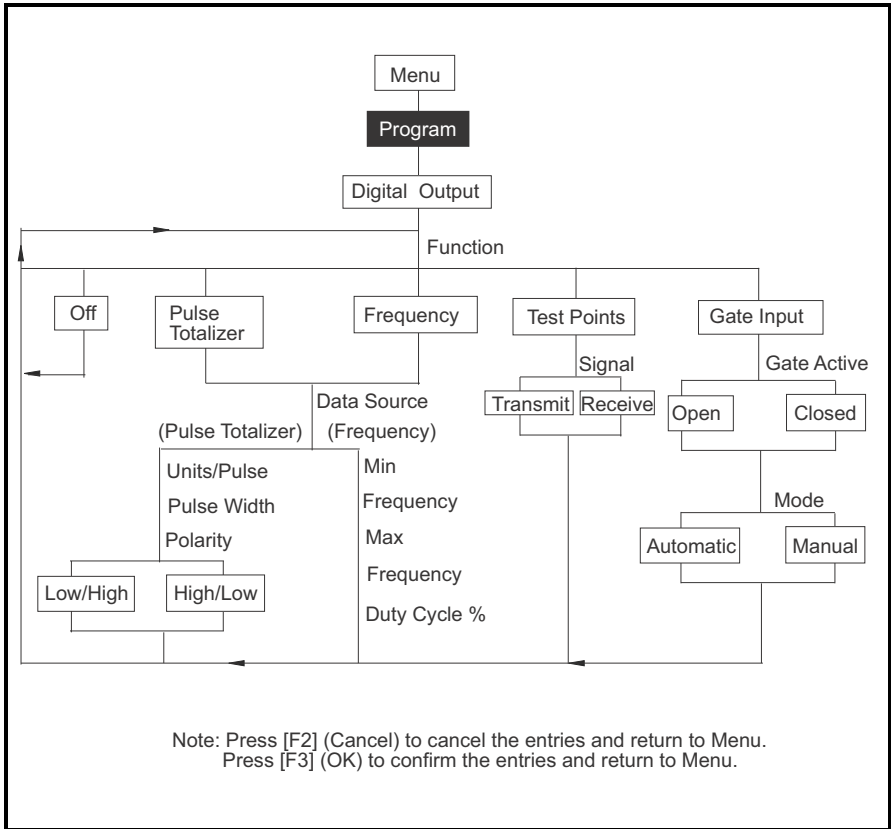 Menu
Program
Digital Output
Function
Off
Pulse
Totalizer
Frequency
Test Points
Gate Input
Signal
Gate Active
Transmit
Receive
Open
Closed
Data Source
(Pulse Totalizer)
(Frequency)
Units/Pulse
Min
Pulse Width
Frequency
Mode
Polarity
Max
Automatic
Manual
Low/High
High/Low
Frequency
Duty Cycle %
Note: Press [F2] (Cancel) to cancel the entries and return to Menu.
Press [F3] (OK) to confirm the entries and return to Menu.